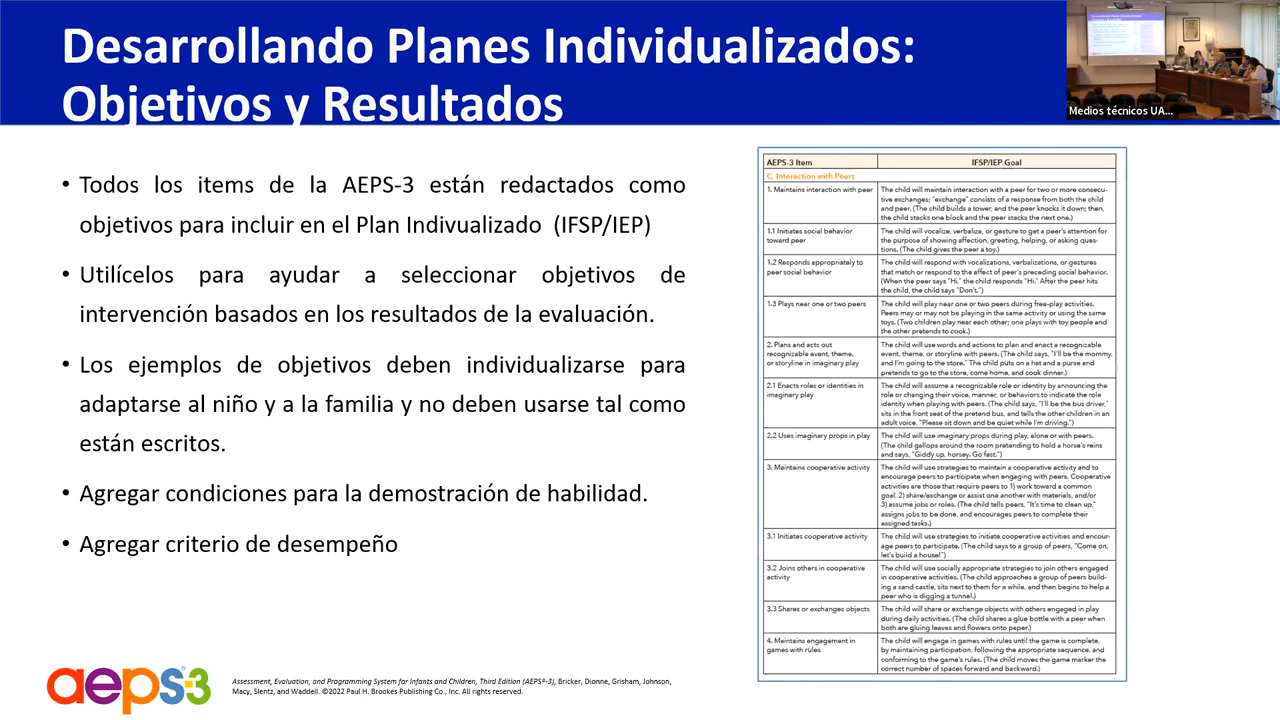 Desarrollando Planes Individualizados:
Objetivos y Resultados
Medios técnicos UA...
• Todos los items de la AEPS-3 están redactados como
objetivos para incluir en el Plan Indivualizado (IFSP/IEP)
• Utilícelos para ayudar a seleccionar objetivos de
intervención basados en los resultados de la evaluación.
• Los ejemplos de objetivos deben individualizarse para
adaptarse al niño y a la familia y no deben usarse tal como
están escritos.
• Agregar condiciones para la demostración de habilidad.
• Agregar criterio de desempeño
AEPS-3 Item IFSP/IEP Goal
C. Interaction with Peers
1. Maintains interaction with peer
The child will maintain interaction with a peer for two or more consecu-
tive exchanges; "exchange" consists of a response from both the child
and peer. (The child builds a tower, and the peer knocks it down; then,
the child stacks one block and the peer stacks the next one.)
1.1 Initiates social behavior
toward peer
The child will vocalize, verbalize, or gesture to get a peer's attention for
the purpose of showing affection, greeting, helping, or asking ques-
tions. (The child gives the peer a toy.)
1.2 Responds appropriately to
peer social behavior
The child will respond with vocalizations, verbalizations, or gestures
that match or respond to the affect of peer's preceding social behavior.
(When the peer says "Hi," the child responds "Hi." After the peer hits
the child, the child says "Don't.")
1.3 Plays near one or two peers
The child will play near one or two peers during free-play activities.
Peers may or may not be playing in the same activity or using the same
toys. (Two children play near each other; one plays with toy people and
the other pretends to cook.)
2. Plans and acts out
recognizable event, theme,
or storyline in imaginary play
The child will use words and actions to plan and enact a recognizable
event, theme, or storyline with peers. (The child says, "I'll be the mommy,
and I'm going to the store." The child puts on a hat and a purse and
pretends to go to the store, come home, and cook dinner.)
2.1 Enacts roles or identities in
imaginary play
The child will assume a recognizable role or identity by announcing the
role or changing their voice, manner, or behaviors to indicate the role
identity when playing with peers. (The child says, "I'll be the bus driver,"
sits in the front seat of the pretend bus, and tells the other children in an
adult voice, "Please sit down and be quiet while I'm driving.")
2.2 Uses imaginary props in play
The child will use imaginary props during play, alone or with peers.
(The child gallops around the room pretending to hold a horse's reins
and says, "Giddy up, horsey. Go fast.")
3. Maintains cooperative activity
The child will use strategies to maintain a cooperative activity and to
encourage peers to participate when engaging with peers. Cooperative
activities are those that require peers to 1) work toward a common
goal, 2) share/exchange or assist one another with materials, and/or
3) assume jobs or roles. (The child tells peers, "It's time to clean up,"
assigns jobs to be done, and encourages peers to complete their
assigned tasks.)
3.1 Initiates cooperative activity
The child will use strategies to initiate cooperative activities and encour-
age peers to participate. (The child says to a group of peers, "Come on,
let's build a house!")
3.2 Joins others in cooperative
activity
The child will use socially appropriate strategies to join others engaged
in cooperative activities. (The child approaches a group of peers build-
ing a sand castle, sits next to them for a while, and then begins to help a
peer who is digging a tunnel.)
3.3 Shares or exchanges objects
The child will share or exchange objects with others engaged in play
during daily activities. (The child shares a glue bottle with a peer when
both are gluing leaves and flowers onto paper.)
4. Maintains engagement in
games with rules
The child will engage in games with rules until the game is complete,
by maintaining participation, following the appropriate sequence, and
conforming to the game's rules. (The child moves the game marker the
correct number of spaces forward and backward.)
aeps®-3
Assessment, Evaluation, and Programming System for Infants and Children, Third Edition (AEPS®-3), Bricker, Dionne, Grisham, Johnson,
Macy, Slentz, and Waddell. ©2022 Paul H. Brookes Publishing Co., Inc. All rights reserved.